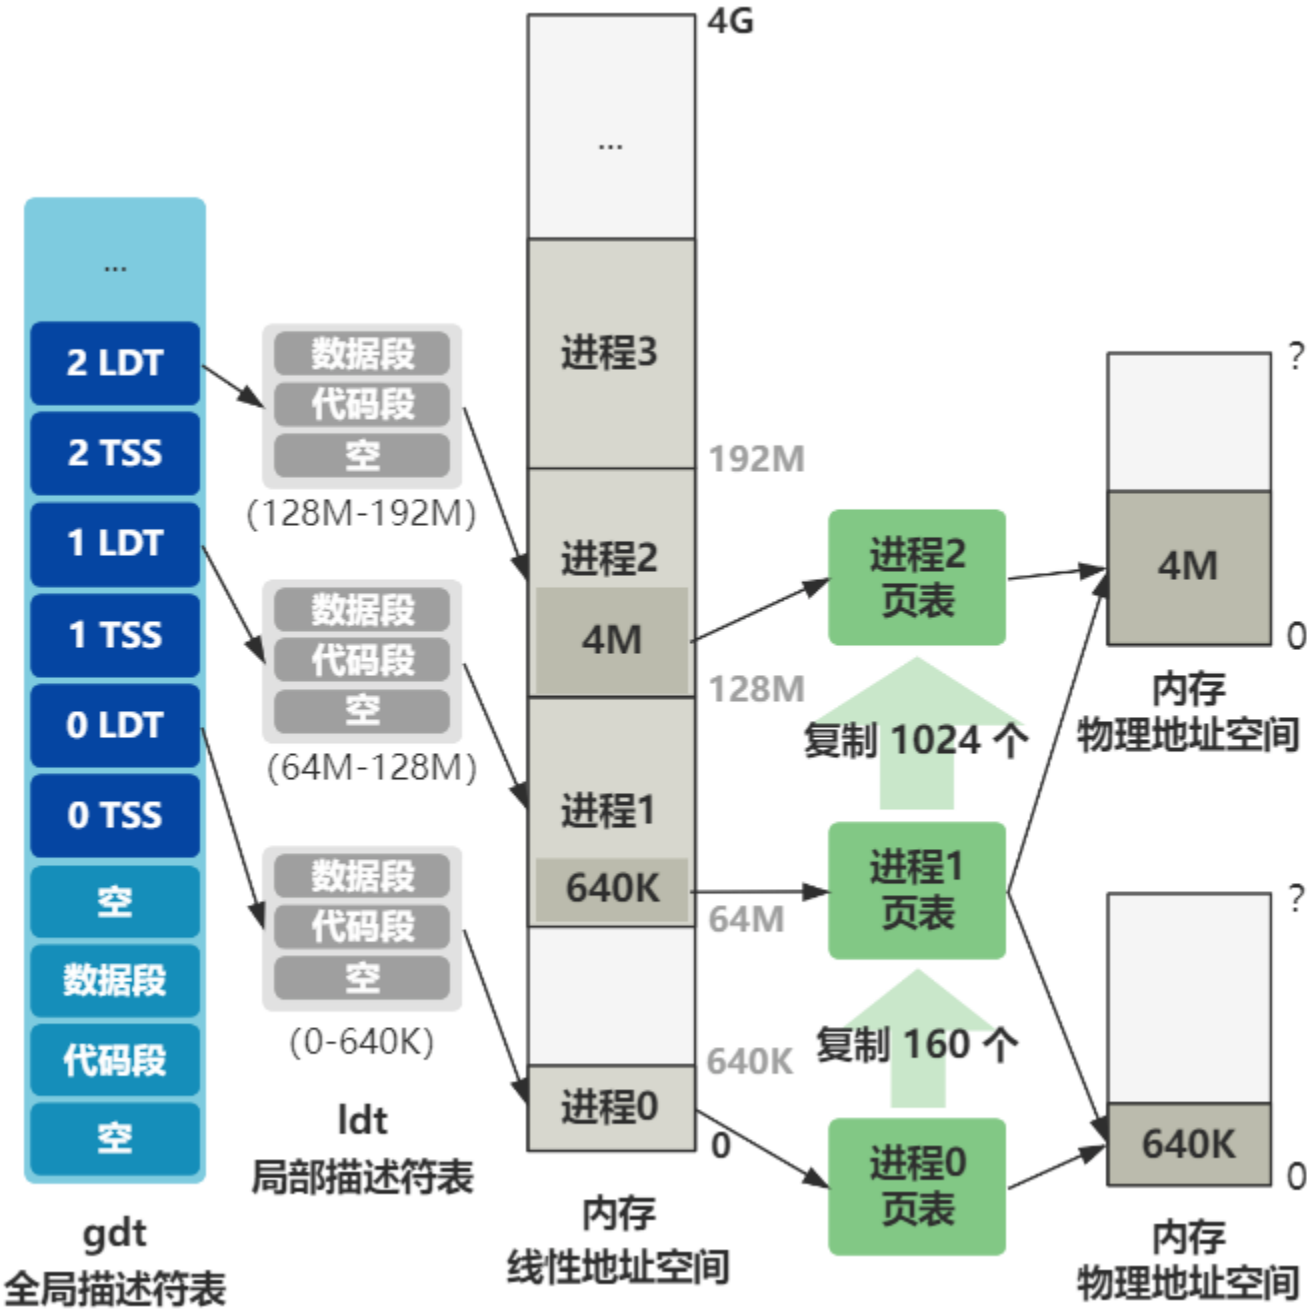 ...
2 LDT
2 TSS
1 LDT
1 TSS
0 LDT
0 TSS
空
数据段
代码段
空
gdt
全局描述符表
数据段
代码段
空
(128M-192M)
数据段
代码段
空
(64M-128M)
数据段
代码段
空
(0-640K)
ldt
局部描述符表
4G
...
进程3
192M
进程2
4M
128M
进程1
640K
64M
640K
进程0
0
内存
线性地址空间
进程2
页表
复制 1024 个
进程1
页表
复制 160 个
进程0
页表
?
4M
0
内存
物理地址空间
?
640K
0
内存
物理地址空间